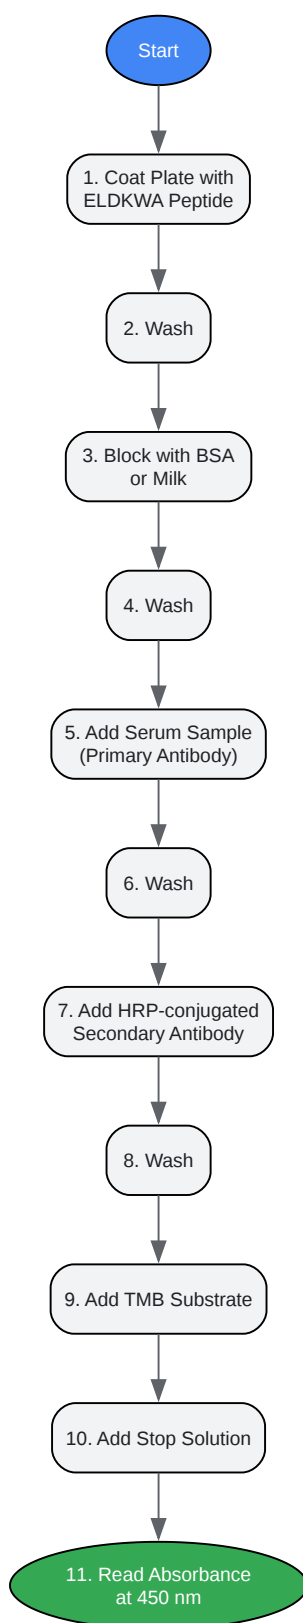 Start
1. Coat Plate with
ELDKWA Peptide
2. Wash
3. Block with BSA
or Milk
4. Wash
5. Add Serum Sample
(Primary Antibody)
6. Wash
7. Add HRP-conjugated
Secondary Antibody
8. Wash
9. Add TMB Substrate
10. Add Stop Solution
11. Read Absorbance
at 450 nm